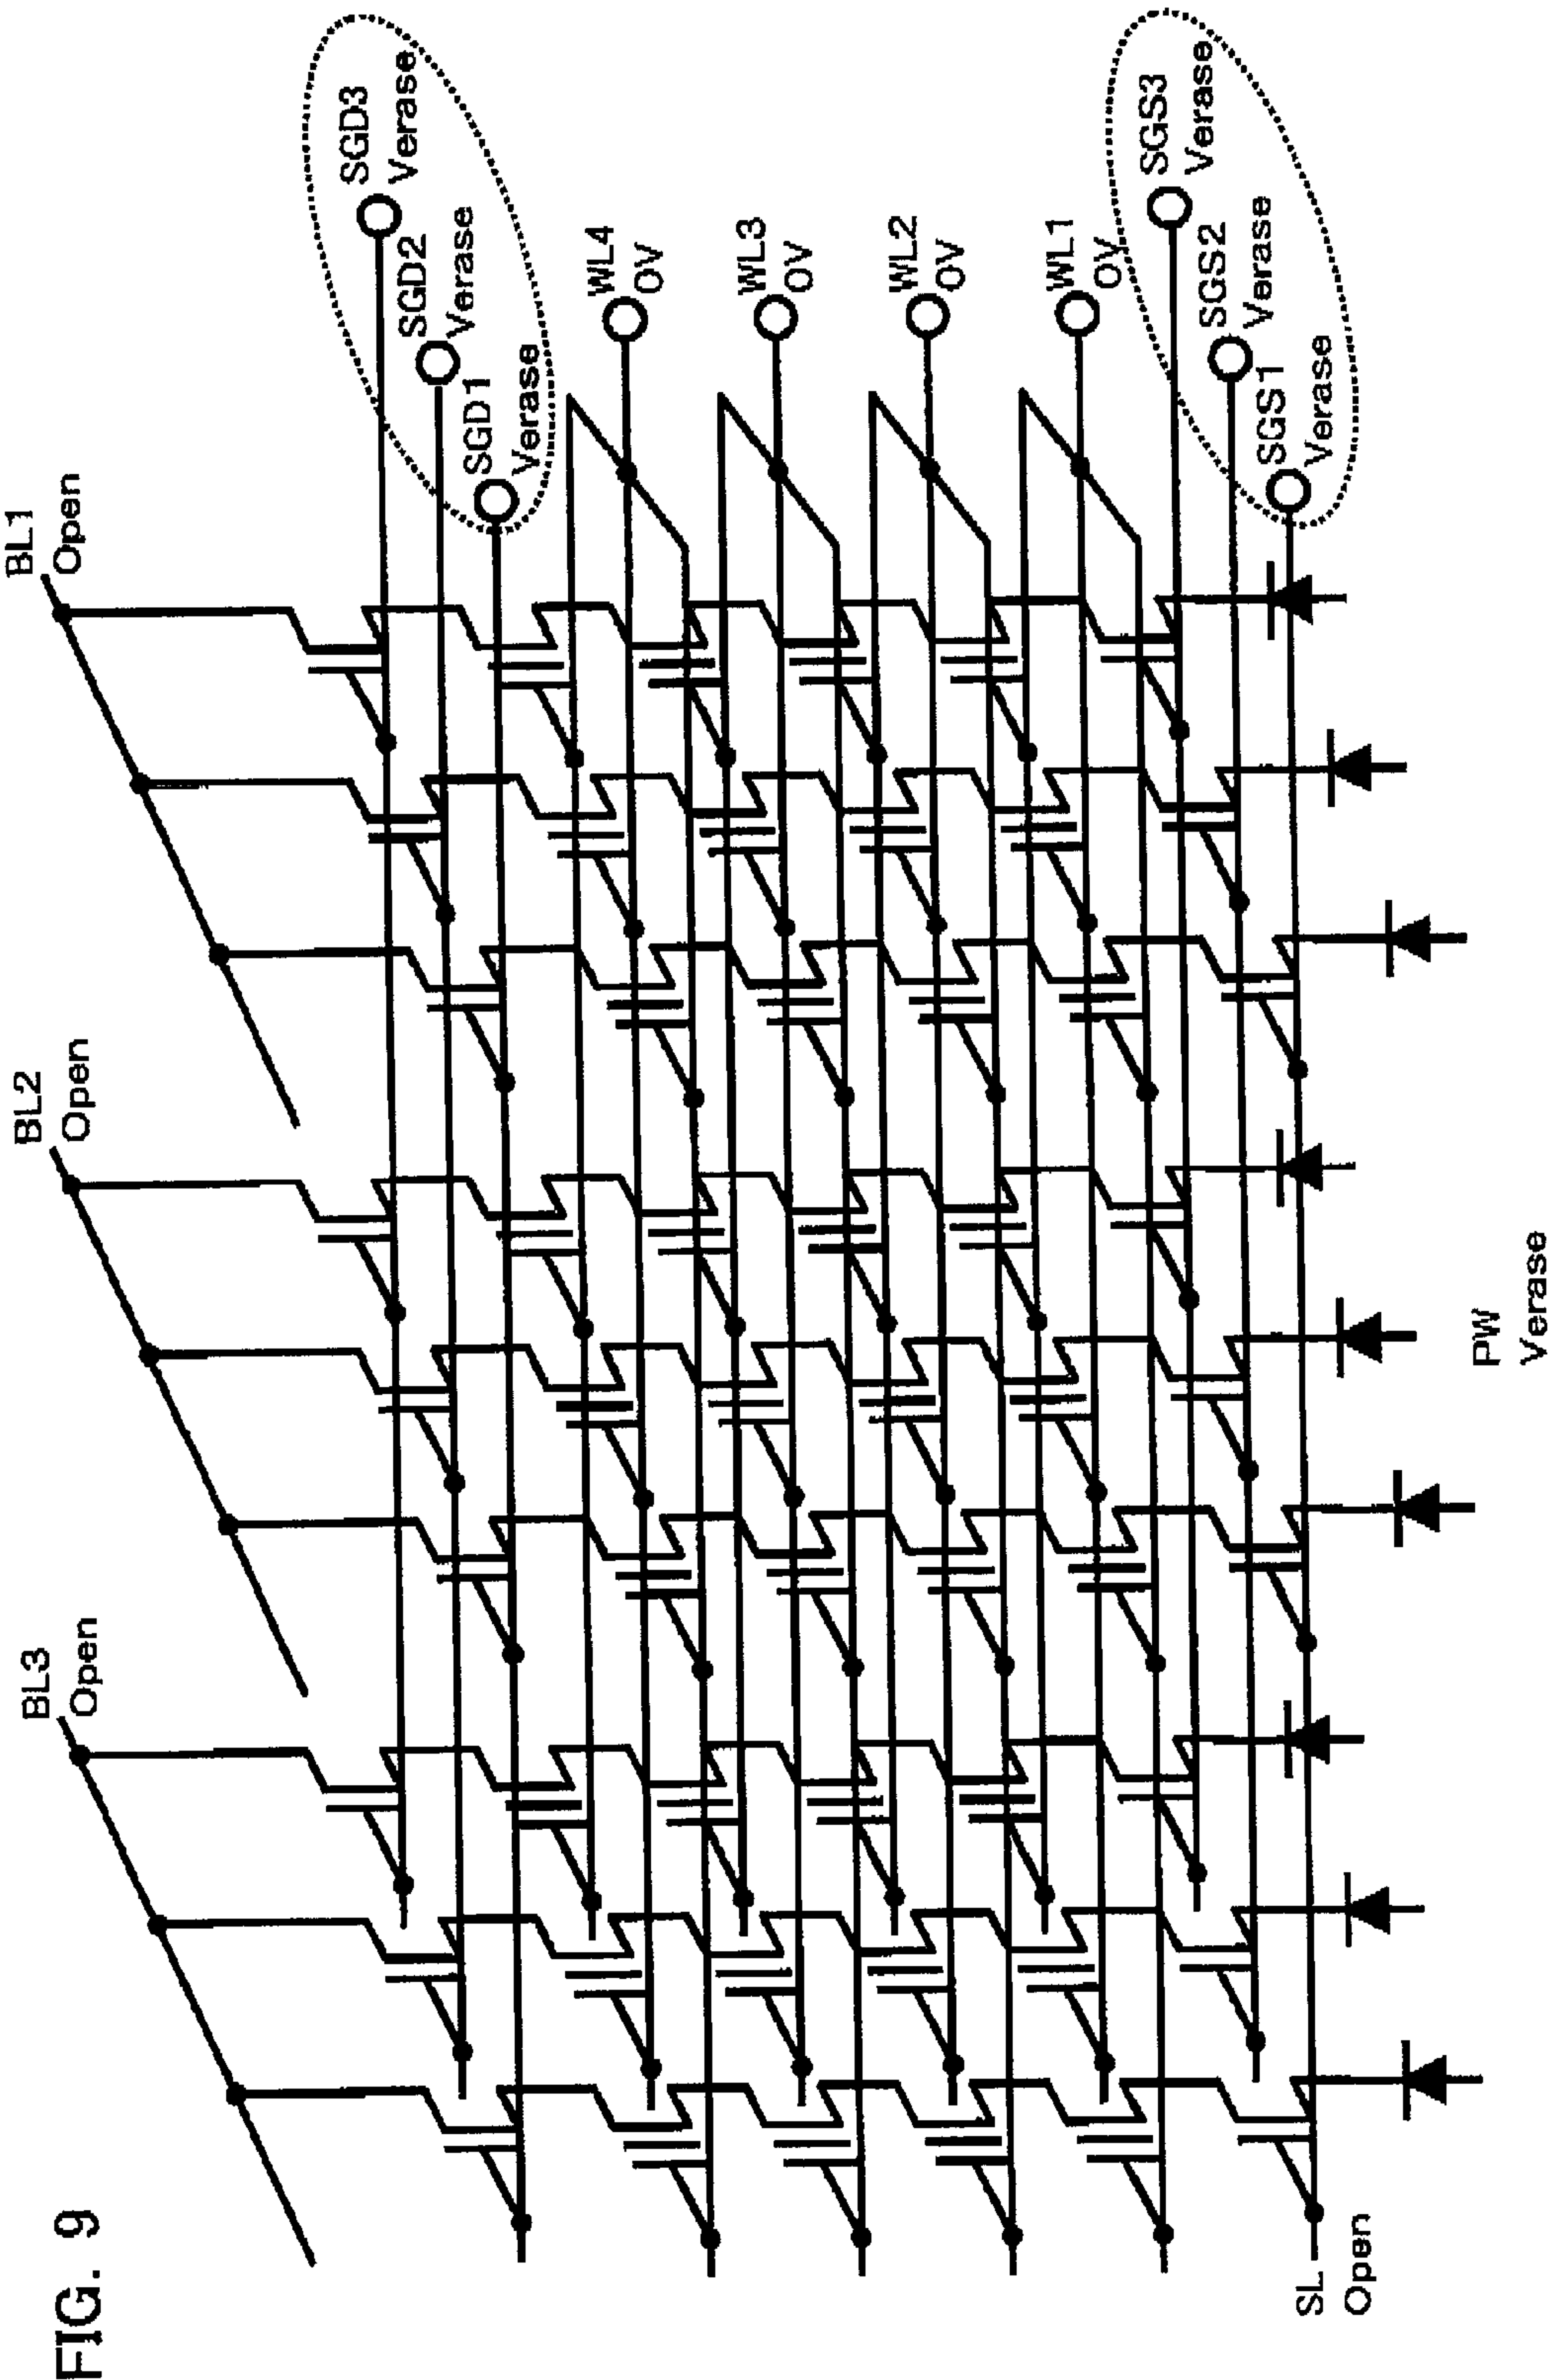 FIG. 9
BL3
Open
BL2
Open
BL1
Open
SGD3
Verase
SGD2
Verase
SGD1
Verase
WL4
0V
WL3
0V
WL2
0V
WL1
0V
SGS3
Verase
SGS2
Verase
SGS1
Verase
SL
Open
PW
Verase